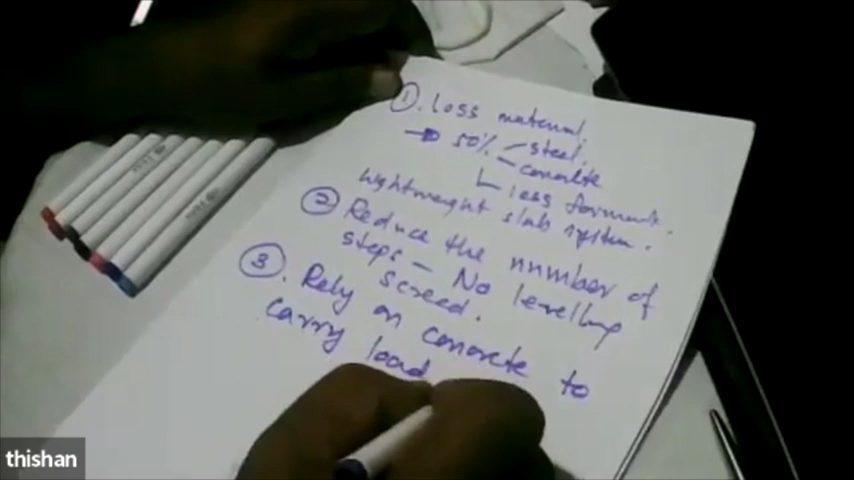 ①. Loss material.
→ 50% steel.
concrete
less formwork.
Lightweight slab system.
② Reduce the number of
steps - No levelling
screed.
③. Rely on concrete to
carry load
thishan